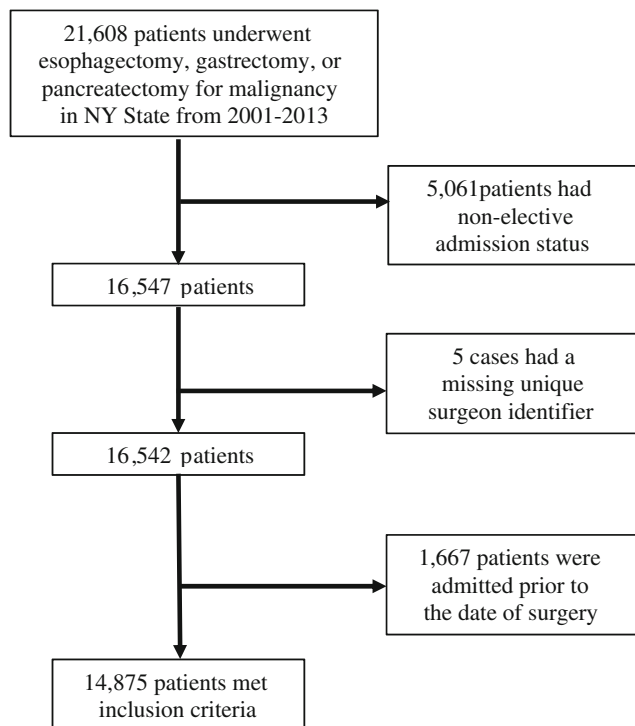 21,608 patients underwent
esophagectomy, gastrectomy, or
pancreatectomy for malignancy
in NY State from 2001-2013
5,061patients had
non-elective
admission status
16,547 patients
5 cases had a
missing unique
surgeon identifier
16,542 patients
1,667 patients were
admitted prior to
the date of surgery
14,875 patients met
inclusion criteria